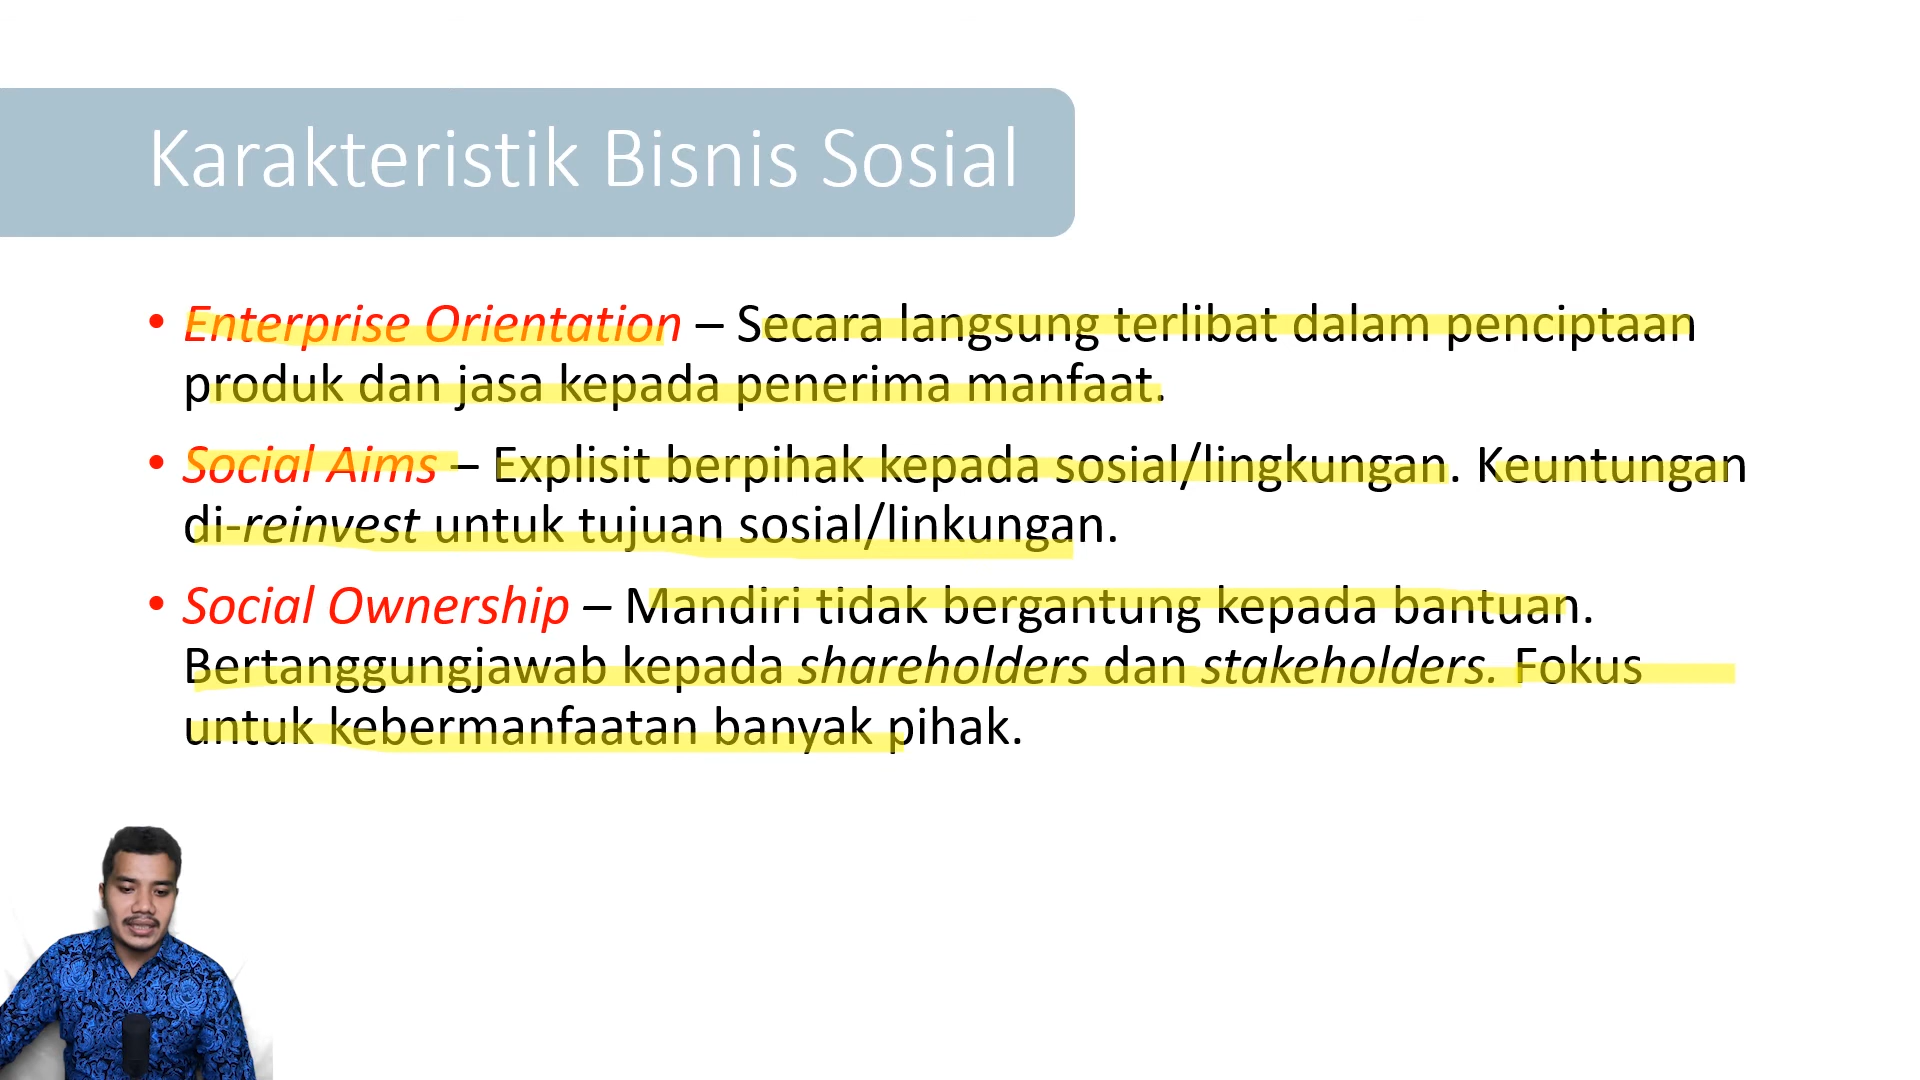 Karakteristik Bisnis Sosial
• Enterprise Orientation – Secara langsung terlibat dalam penciptaan
produk dan jasa kepada penerima manfaat.
• Social Aims – Explisit berpihak kepada sosial/lingkungan. Keuntungan
di-reinvest untuk tujuan sosial/linkungan.
• Social Ownership – Mandiri tidak bergantung kepada bantuan.
Bertanggungjawab kepada shareholders dan stakeholders. Fokus
untuk kebermanfaatan banyak pihak.